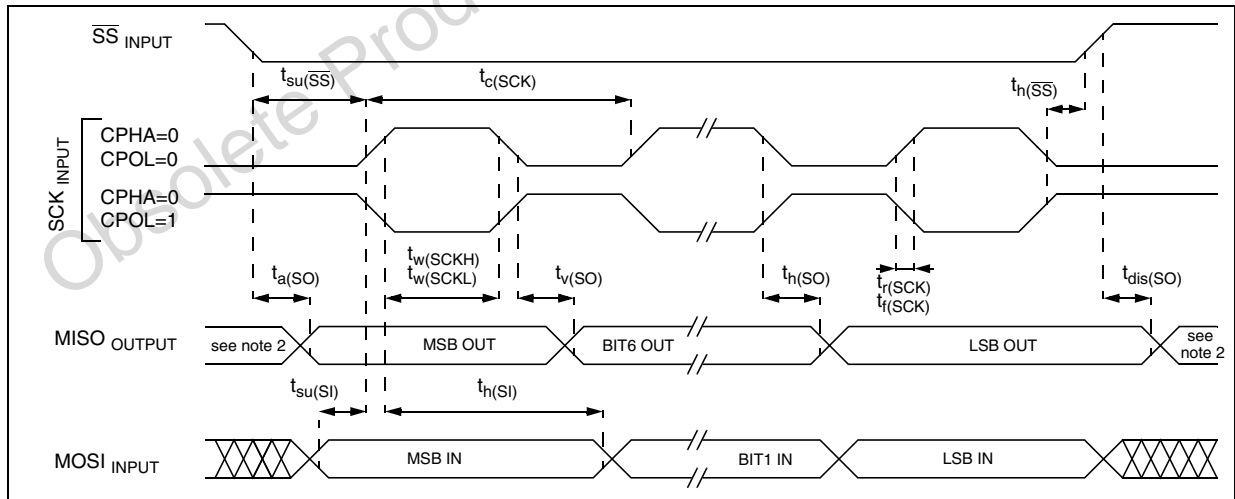 Obsolete Prod
SS INPUT
tsu(SS)
tc(SCK)
th(SS)
SCK INPUT
CPHA=0
CPOL=0
CPHA=0
CPOL=1
ta(SO)
tw(SCKH)
tw(SCKL)
tv(SO)
th(SO)
tr(SCK)
tf(SCK)
tdis(SO)
MISO OUTPUT
see note 2
MSB OUT
BIT6 OUT
LSB OUT
see
note 2
tsu(SI)
th(SI)
MOSI INPUT
MSB IN
BIT1 IN
LSB IN